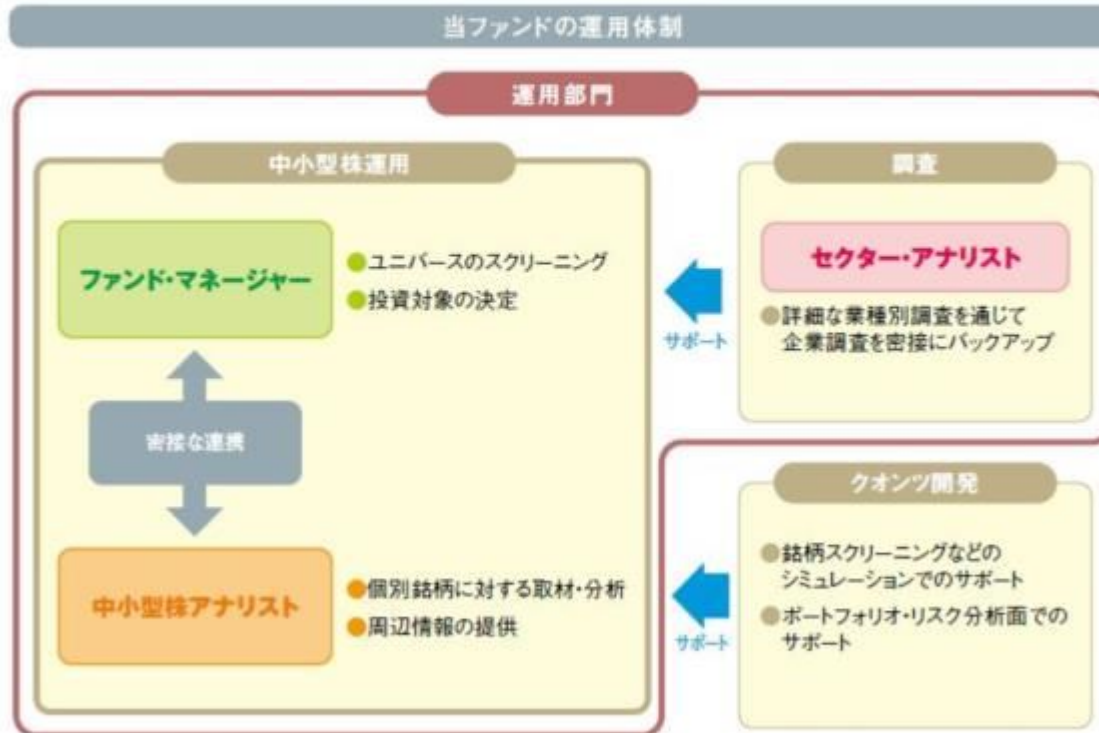 当ファンドの運用体制
運用部門
中小型株運用
ファンド・マネージャー
●ユニバースのスクリーニング
●投資対象の決定
密接な連携
中小型株アナリスト
●個別銘柄に対する取材・分析
●周辺情報の提供
サポート
サポート
調査
セクター・アナリスト
●詳細な業種別調査を通じて
企業調査を密接にバックアップ
クオンツ開発
●銘柄スクリーニングなどの
シミュレーションでのサポート
●ポートフォリオ・リスク分析面での
サポート